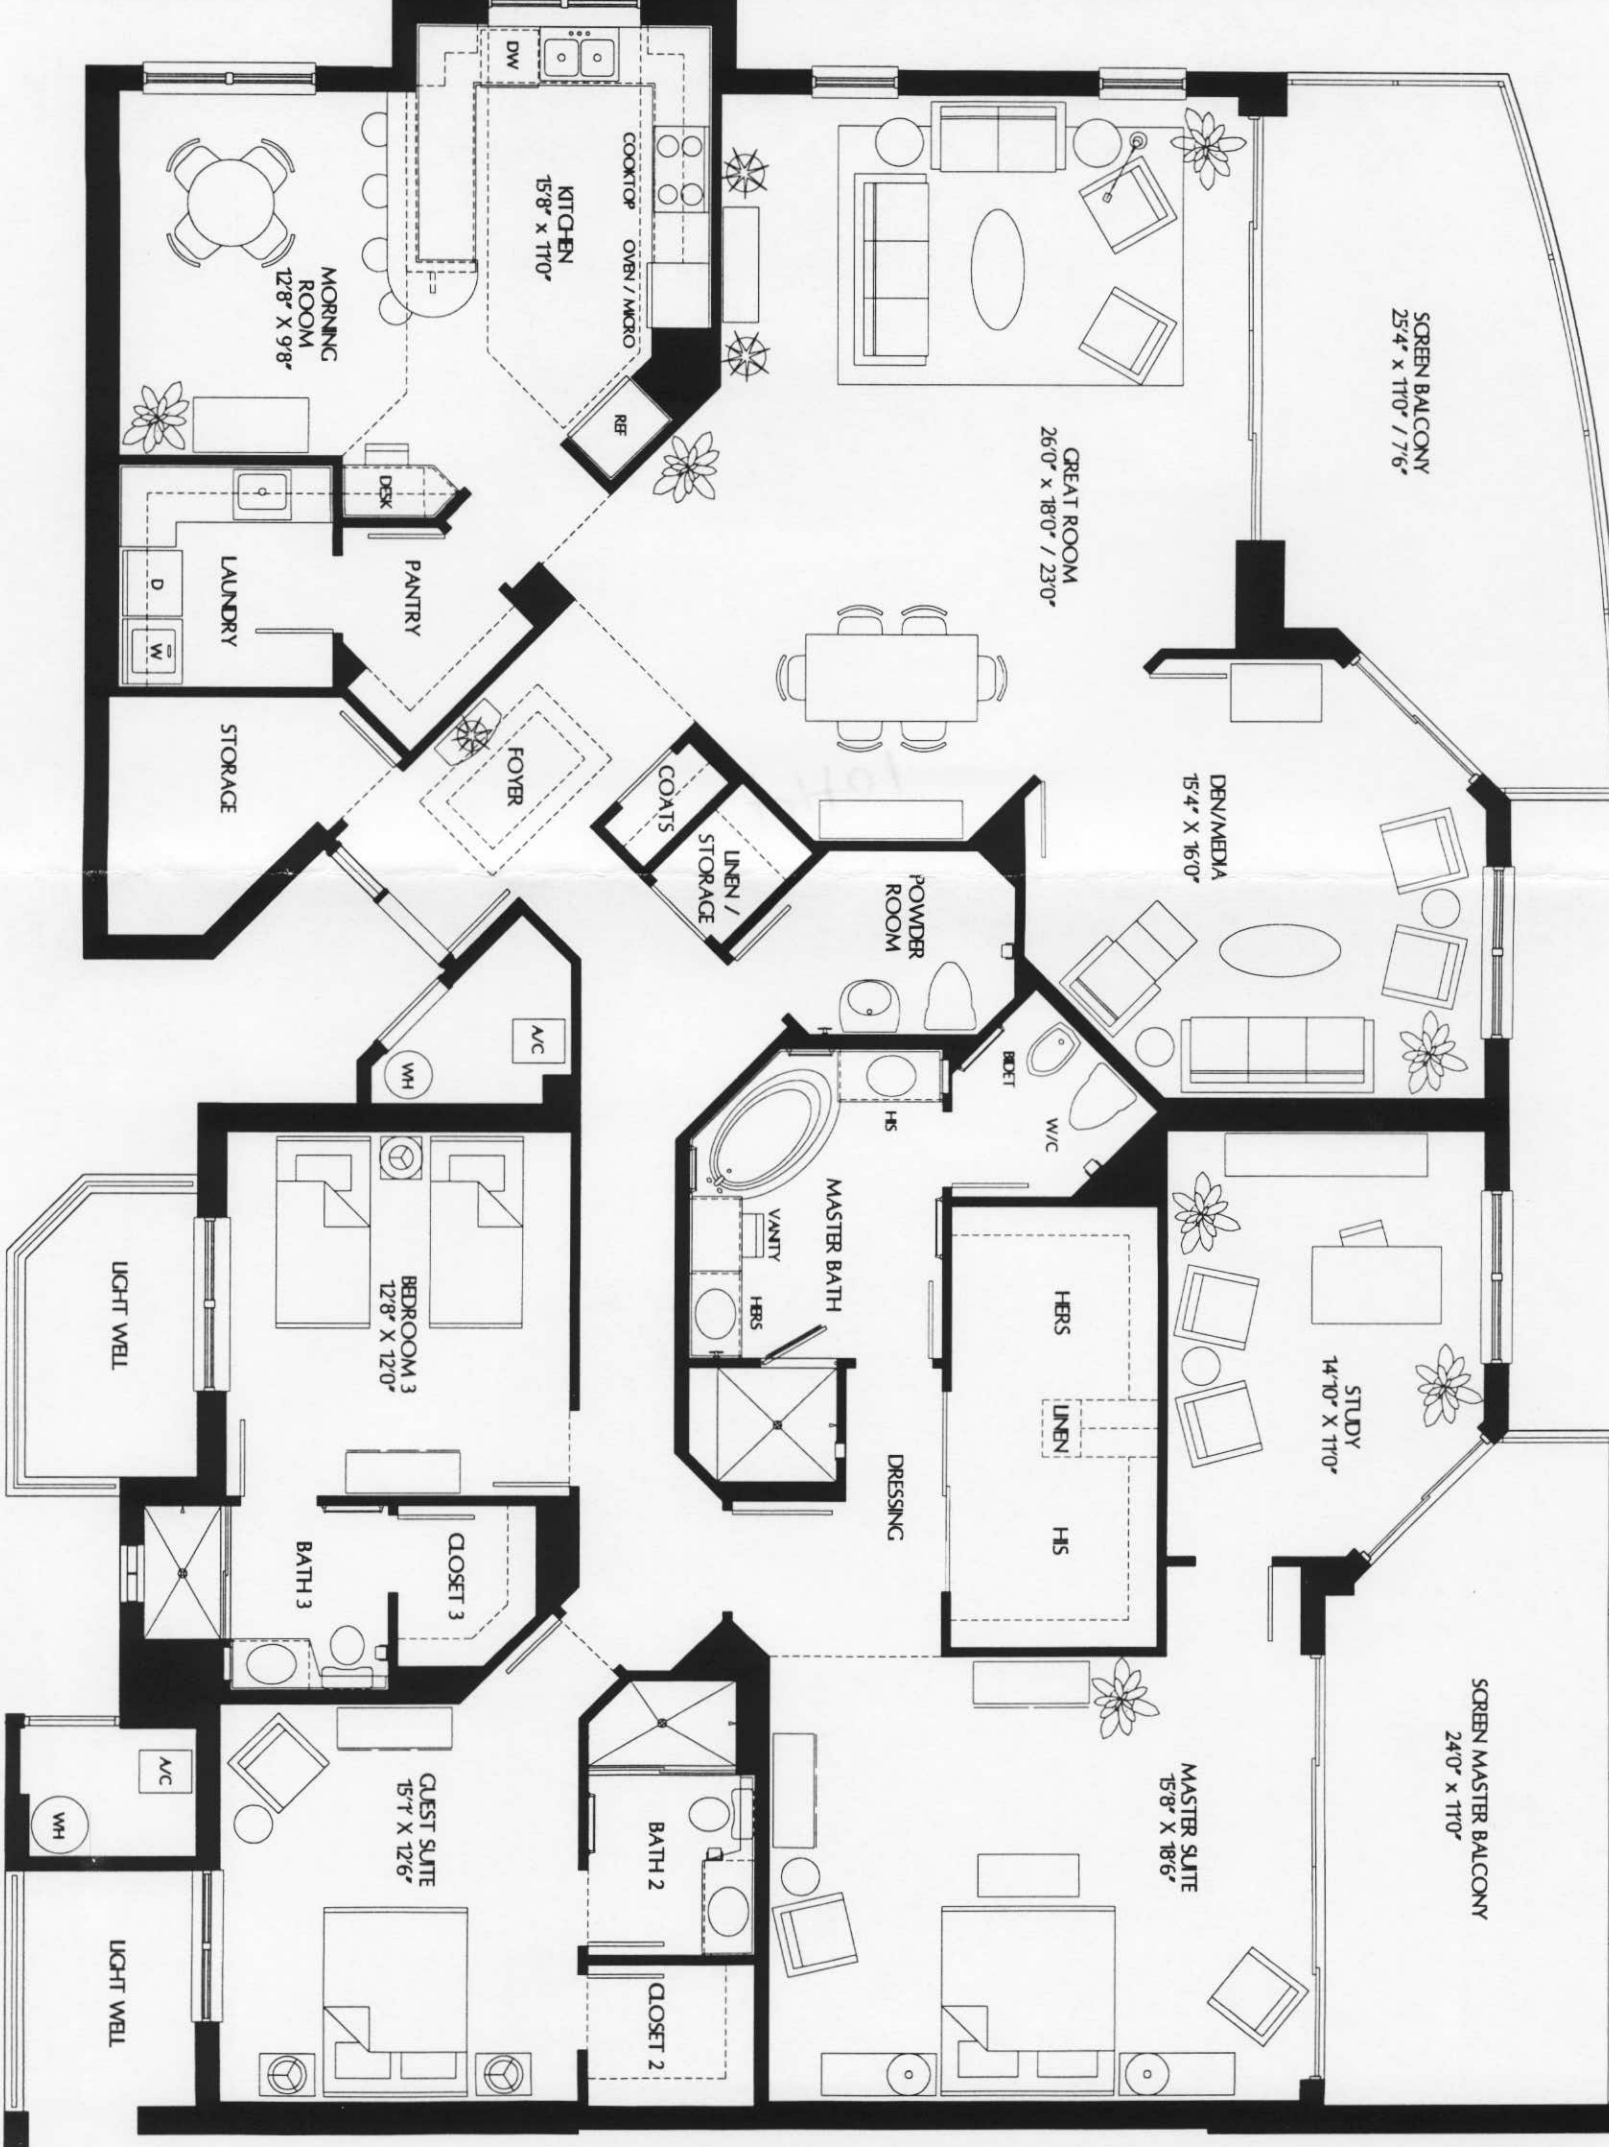 SCREEN BALCONY
25'4" x 11'0" / 7'6"
SCREEN MASTER BALCONY
24'0" x 11'0"
STUDY
14'10" X 11'0"
DEN/MEDIA
15'4" X 16'0"
MASTER SUITE
15'8" X 18'6"
GREAT ROOM
26'0" x 18'0" / 23'0"
HERS
LINEN
HIS
W/C
BIDET
POWDER
ROOM
HIS
DRESSING
MASTER BATH
VANITY
HERS
LINEN /
STORAGE
COATS
BATH 2
CLOSET 2
COOKTOP
OVEN / MICRO
REF
KITCHEN
15'8" x 11'0"
DW
FOYER
A/C
WH
CLOSET 3
BEDROOM 3
12'8" X 12'0"
GUEST SUITE
15'1" X 12'6"
PANTRY
DESK
MORNING
ROOM
12'8" X 9'8"
BATH 3
LAUNDRY
STORAGE
D
W
A/C
WH
LIGHT WELL
LIGHT WELL